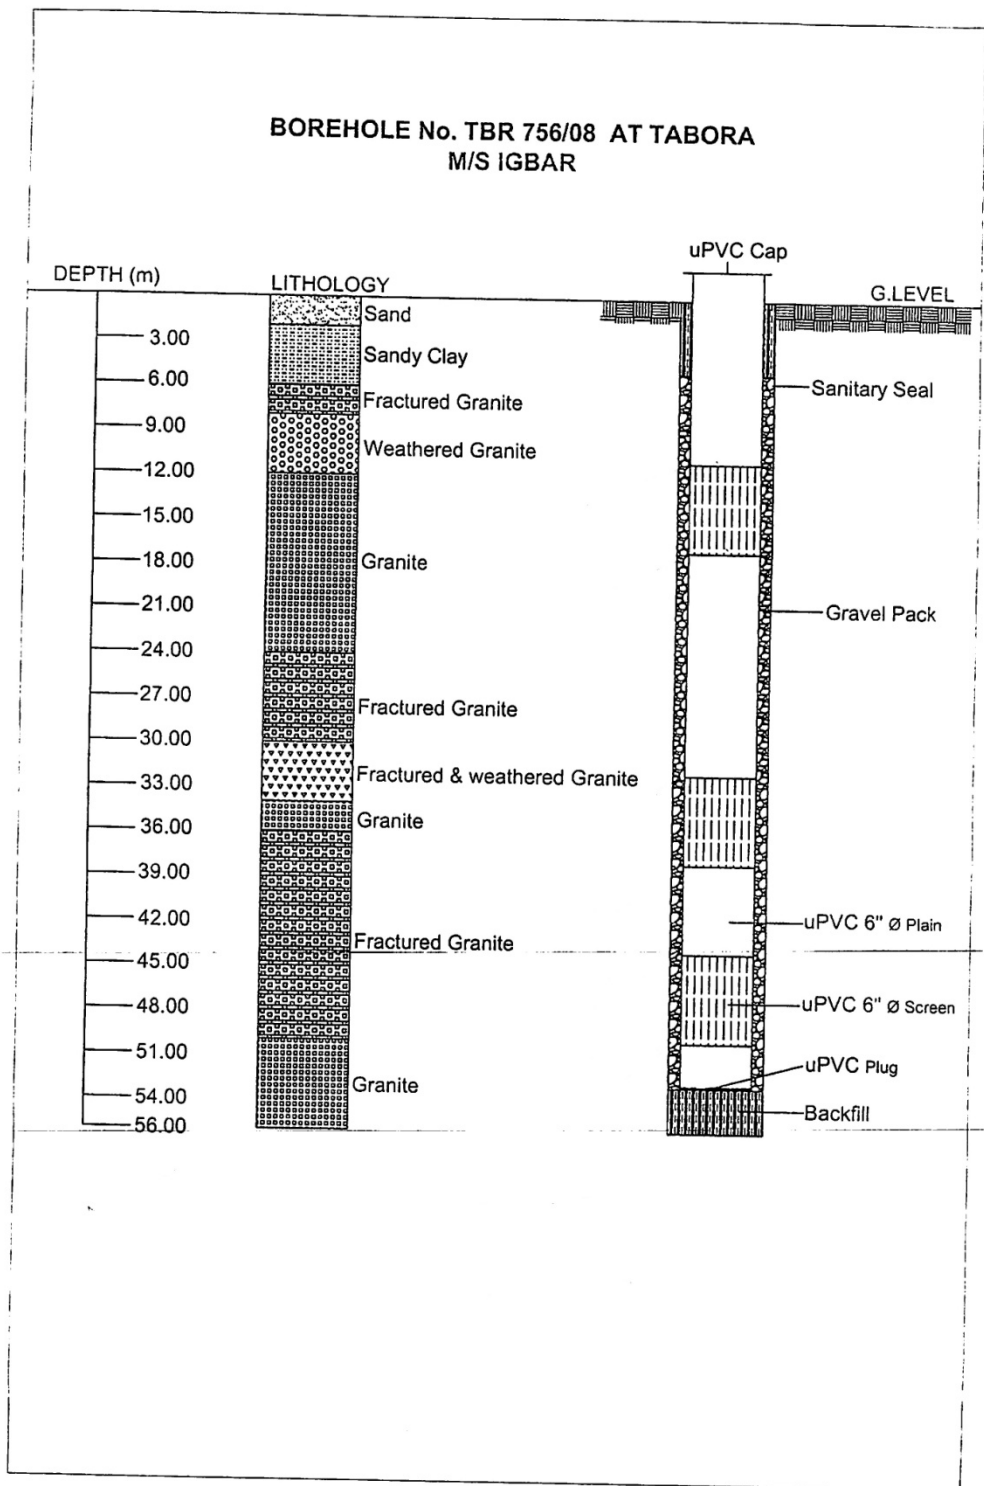 BOREHOLE No. TBR 756/08 AT TABORA
M/S IGBAR
uPVC Cap
DEPTH (m)
LITHOLOGY
G.LEVEL
Sand
3.00
Sandy Clay
6.00
Sanitary Seal
Fractured Granite
9.00
Weathered Granite
12.00
15.00
18.00
Granite
21.00
Gravel Pack
24.00
27.00
Fractured Granite
30.00
33.00
Fractured & weathered Granite
36.00
Granite
39.00
42.00
uPVC 6" Ø Plain
Fractured Granite
45.00
48.00
uPVC 6" Ø Screen
51.00
uPVC Plug
54.00
Granite
Backfill
56.00